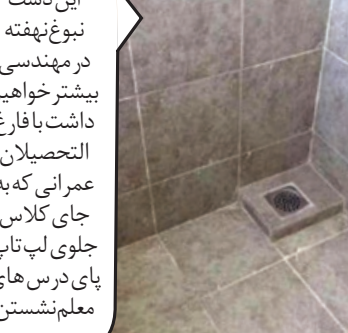 این دست
نبوغ نهفته
در مهندسی
بیشتر خواهی
داشت با فارغ
التحصیلان
عمرانی که به
جای کلاس
جلوی لپ تاپ
پای درس های
معلم نشستن